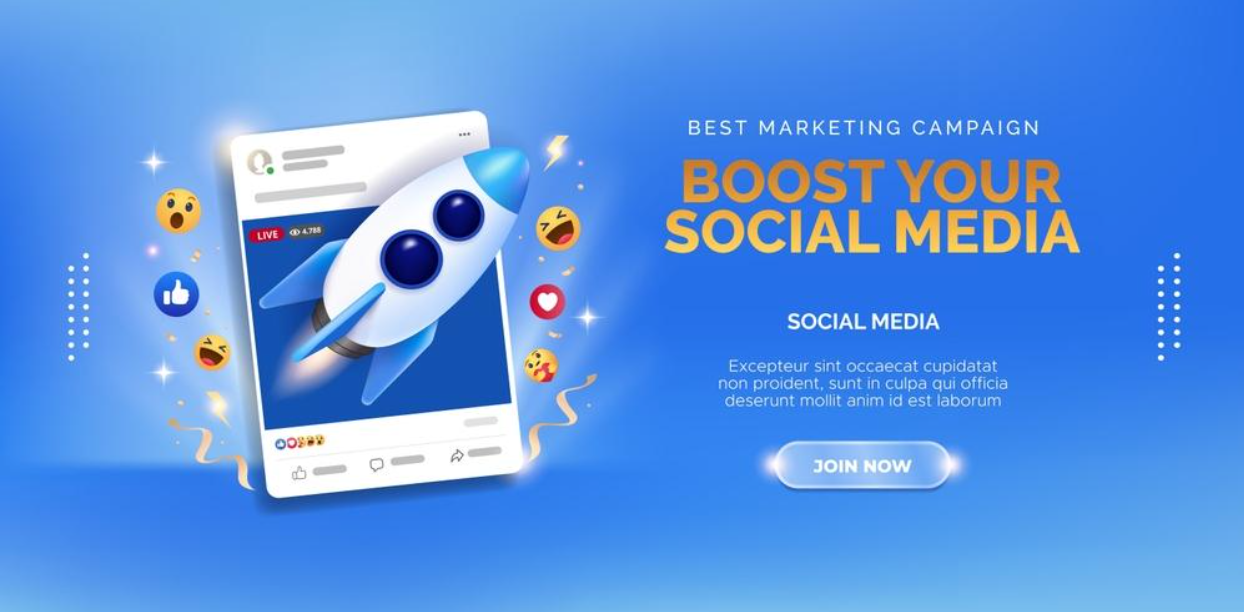 LIVE 4.788
BEST MARKETING CAMPAIGN
BOOST YOUR
SOCIAL MEDIA
SOCIAL MEDIA
Excepteur sint occaecat cupidatat
non proident, sunt in culpa qui officia
deserunt mollit anim id est laborum
JOIN NOW